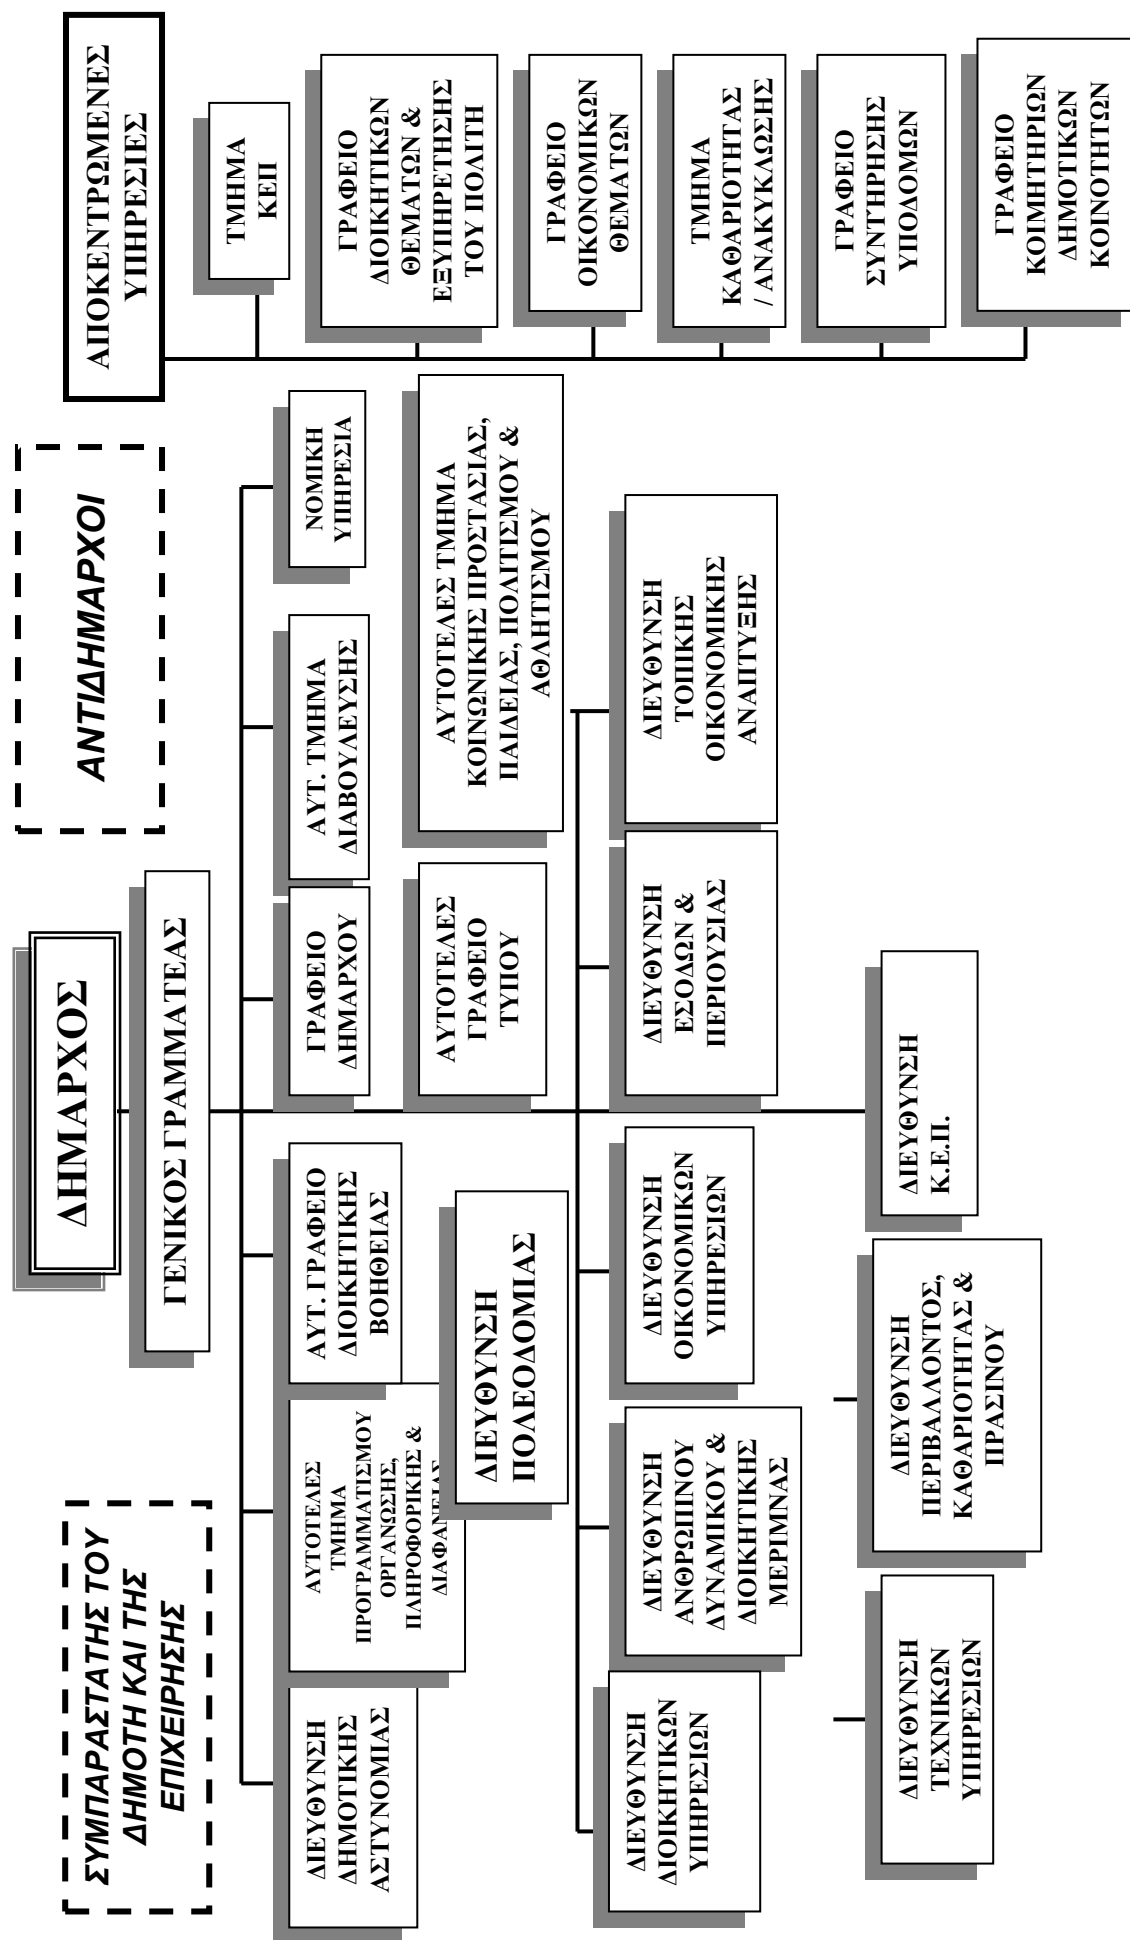 ΔΗΜΑΡΧΟΣ
ΓΕΝΙΚΟΣ ΓΡΑΜΜΑΤΕΑΣ
ΣΥΜΠΑΡΑΣΤΑΤΗΣ ΤΟΥ
ΔΗΜΟΤΗ ΚΑΙ ΤΗΣ
ΕΠΙΧΕΙΡΗΣΗΣ
ΑΝΤΙΔΗΜΑΡΧΟΙ
ΑΠΟΚΕΝΤΡΩΜΕΝΕΣ
ΥΠΗΡΕΣΙΕΣ
ΔΙΕΥΘΥΝΣΗ
ΔΗΜΟΤΙΚΗΣ
ΑΣΤΥΝΟΜΙΑΣ
ΑΥΤΟΤΕΛΕΣ
ΤΜΗΜΑ
ΠΡΟΓΡΑΜΜΑΤΙΣΜΟΥ
ΟΡΓΑΝΩΣΗΣ,
ΠΛΗΡΟΦΟΡΙΚΗΣ &
ΔΙΑΦΑΝΕΙΑΣ
ΑΥΤ. ΓΡΑΦΕΙΟ
ΔΙΟΙΚΗΤΙΚΗΣ
ΒΟΗΘΕΙΑΣ
ΓΡΑΦΕΙΟ
ΔΗΜΑΡΧΟΥ
ΑΥΤ. ΤΜΗΜΑ
ΔΙΑΒΟΥΛΕΥΣΗΣ
ΝΟΜΙΚΗ
ΥΠΗΡΕΣΙΑ
ΔΙΕΥΘΥΝΣΗ
ΠΟΛΕΟΔΟΜΙΑΣ
ΑΥΤΟΤΕΛΕΣ
ΓΡΑΦΕΙΟ
ΤΥΠΟΥ
ΑΥΤΟΤΕΛΕΣ ΤΜΗΜΑ
ΚΟΙΝΩΝΙΚΗΣ ΠΡΟΣΤΑΣΙΑΣ,
ΠΑΙΔΕΙΑΣ, ΠΟΛΙΤΙΣΜΟΥ &
ΑΘΛΗΤΙΣΜΟΥ
ΔΙΕΥΘΥΝΣΗ
ΔΙΟΙΚΗΤΙΚΩΝ
ΥΠΗΡΕΣΙΩΝ
ΔΙΕΥΘΥΝΣΗ
ΑΝΘΡΩΠΙΝΟΥ
ΔΥΝΑΜΙΚΟΥ &
ΔΙΟΙΚΗΤΙΚΗΣ
ΜΕΡΙΜΝΑΣ
ΔΙΕΥΘΥΝΣΗ
ΟΙΚΟΝΟΜΙΚΩΝ
ΥΠΗΡΕΣΙΩΝ
ΔΙΕΥΘΥΝΣΗ
ΕΣΟΔΩΝ &
ΠΕΡΙΟΥΣΙΑΣ
ΔΙΕΥΘΥΝΣΗ
ΤΟΠΙΚΗΣ
ΟΙΚΟΝΟΜΙΚΗΣ
ΑΝΑΠΤΥΞΗΣ
ΔΙΕΥΘΥΝΣΗ
ΤΕΧΝΙΚΩΝ
ΥΠΗΡΕΣΙΩΝ
ΔΙΕΥΘΥΝΣΗ
ΠΕΡΙΒΑΛΛΟΝΤΟΣ,
ΚΑΘΑΡΙΟΤΗΤΑΣ &
ΠΡΑΣΙΝΟΥ
ΔΙΕΥΘΥΝΣΗ
Κ.Ε.Π.
ΤΜΗΜΑ
ΚΕΠ
ΓΡΑΦΕΙΟ
ΔΙΟΙΚΗΤΙΚΩΝ
ΘΕΜΑΤΩΝ &
ΕΞΥΠΗΡΕΤΗΣΗΣ
ΤΟΥ ΠΟΛΙΤΗ
ΓΡΑΦΕΙΟ
ΟΙΚΟΝΟΜΙΚΩΝ
ΘΕΜΑΤΩΝ
ΤΜΗΜΑ
ΚΑΘΑΡΙΟΤΗΤΑΣ
/ ΑΝΑΚΥΚΛΩΣΗΣ
ΓΡΑΦΕΙΟ
ΣΥΝΤΗΡΗΣΗΣ
ΥΠΟΔΟΜΩΝ
ΓΡΑΦΕΙΟ
ΚΟΙΜΗΤΗΡΙΩΝ
ΔΗΜΟΤΙΚΩΝ
ΚΟΙΝΟΤΗΤΩΝ